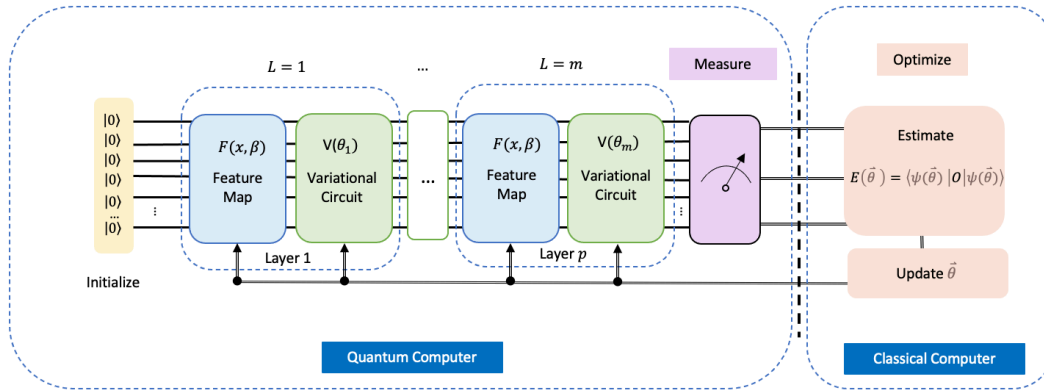 L = 1
...
L = m
Measure
Optimize
|0⟩
|0⟩
|0⟩
|0⟩
|0⟩
...
|0⟩
⋮
F(x, β)
Feature
Map
V(θ₁)
Variational
Circuit
...
F(x, β)
Feature
Map
V(θₘ)
Variational
Circuit
⋮
Estimate
E(θ⃗) = ⟨ψ(θ⃗)|O|ψ(θ⃗)⟩
Layer 1
Layer p
Initialize
Update θ⃗
Quantum Computer
Classical Computer